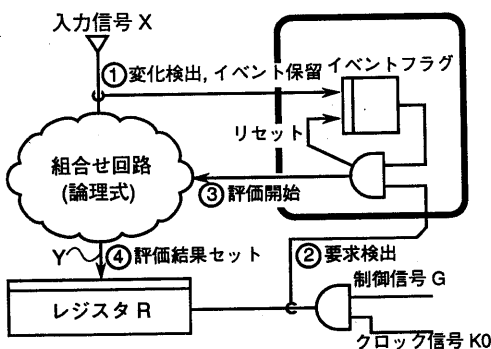 入力信号 X
①変化検出, イベント保留
イベントフラグ
リセット
組合せ回路
(論理式)
③評価開始
Y
④評価結果セット
②要求検出
制御信号 G
レジスタ R
クロック信号 K0